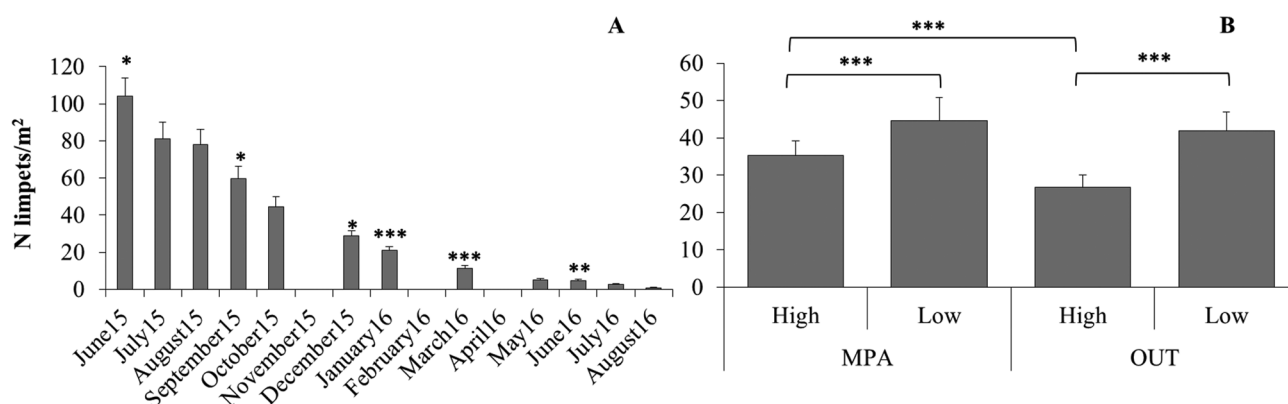 A
N limpets/m²
120
100
80
60
40
20
0
*
*
*
***
***
**
June15
July15
August15
September15
October15
November15
December15
January16
February16
March16
April16
May16
June16
July16
August16
B
60
50
40
30
20
10
0
***
***
***
High
Low
High
Low
MPA
OUT